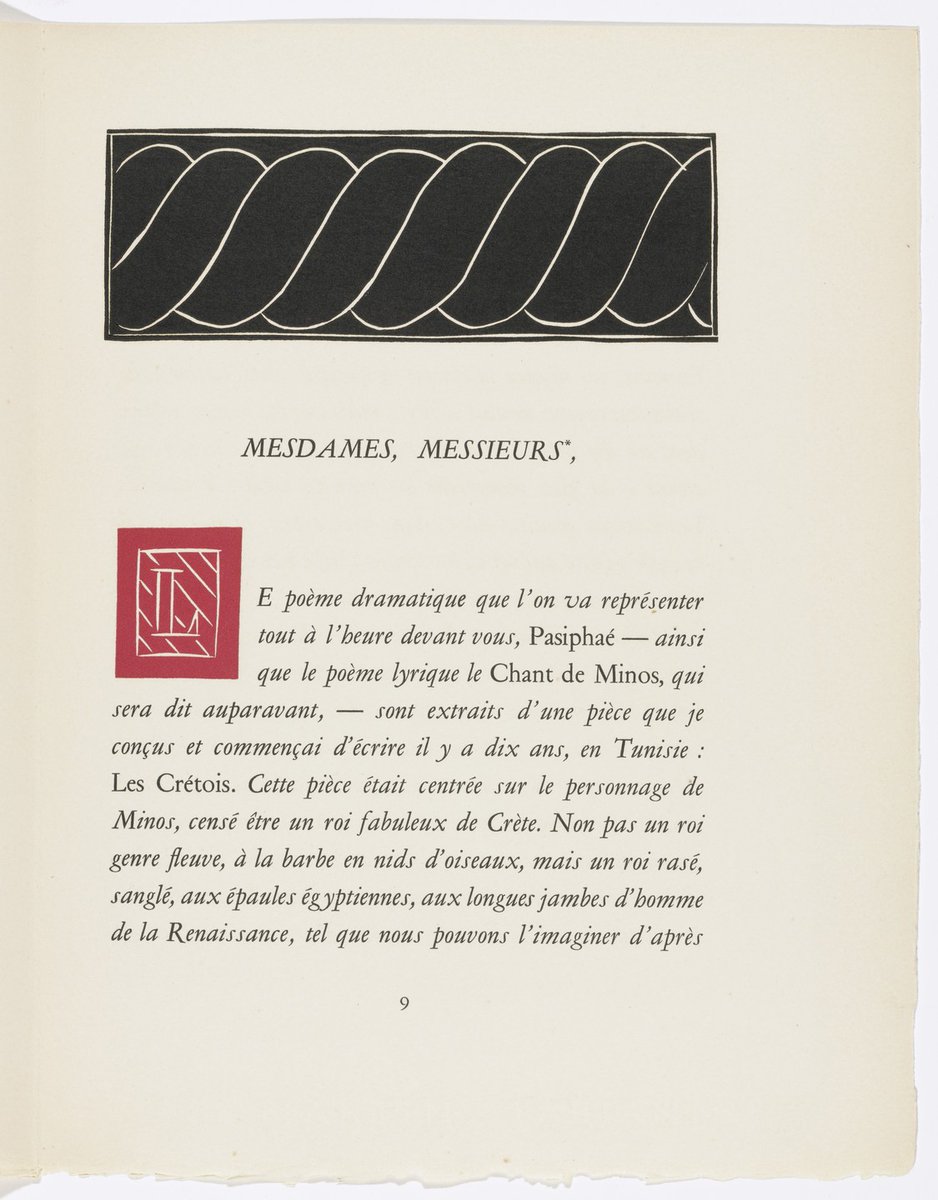 MESDAMES, MESSIEURS*,
LE poème dramatique que l'on va représenter
tout à l'heure devant vous, Pasiphaé — ainsi
que le poème lyrique le Chant de Minos, qui
sera dit auparavant, — sont extraits d'une pièce que je
conçus et commençai d'écrire il y a dix ans, en Tunisie :
Les Crétois. Cette pièce était centrée sur le personnage de
Minos, censé être un roi fabuleux de Crète. Non pas un roi
genre fleuve, à la barbe en nids d'oiseaux, mais un roi rasé,
sanglé, aux épaules égyptiennes, aux longues jambes d'homme
de la Renaissance, tel que nous pouvons l'imaginer d'après
9